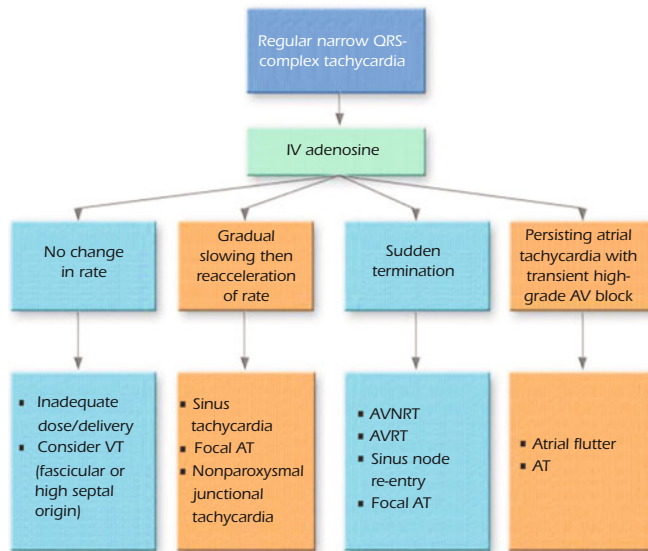 Regular narrow QRS-
complex tachycardia
IV adenosine
No change
in rate
Gradual
slowing then
reacceleration
of rate
Sudden
termination
Persisting atrial
tachycardia with
transient high-
grade AV block
▪ Inadequate
dose/delivery
▪ Consider VT
(fascicular or
high septal
origin)
▪ Sinus
tachycardia
▪ Focal AT
▪ Nonparoxysmal
junctional
tachycardia
▪ AVNRT
▪ AVRT
▪ Sinus node
re-entry
▪ Focal AT
▪ Atrial flutter
▪ AT